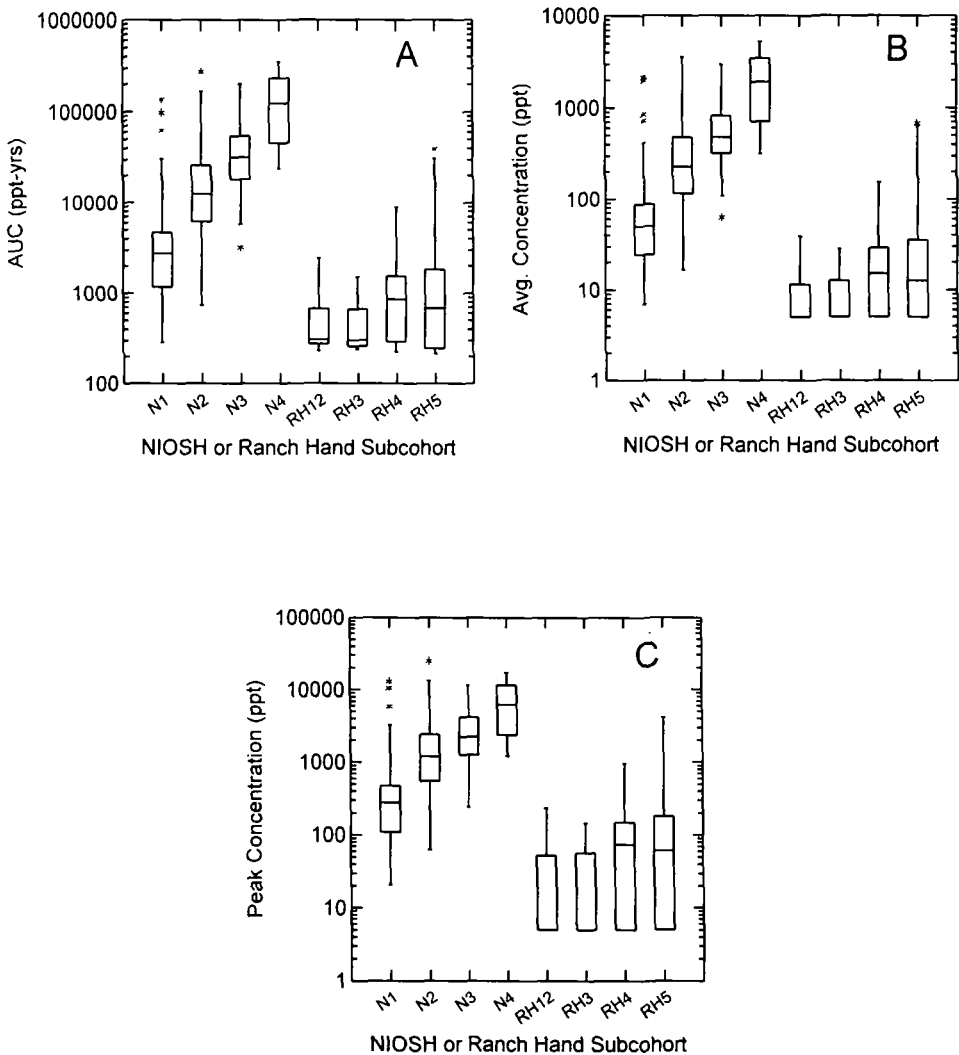 A
AUC (ppt-yrs)
1000000
100000
10000
1000
100
N1 N2 N3 N4 RH12 RH3 RH4 RH5
NIOSH or Ranch Hand Subcohort
B
Avg. Concentration (ppt)
10000
1000
100
10
1
N1 N2 N3 N4 RH12 RH3 RH4 RH5
NIOSH or Ranch Hand Subcohort
C
Peak Concentration (ppt)
100000
10000
1000
100
10
1
N1 N2 N3 N4 RH12 RH3 RH4 RH5
NIOSH or Ranch Hand Subcohort